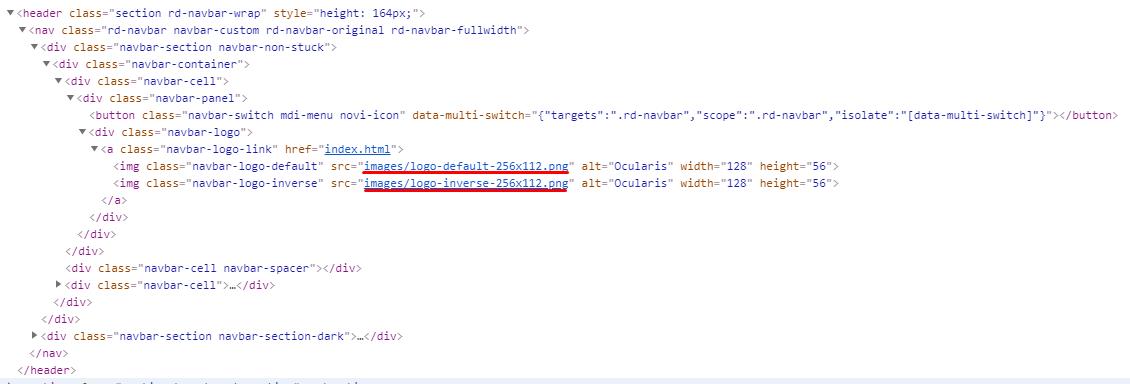 <header class="section rd-navbar-wrap" style="height: 164px;">
<nav class="rd-navbar navbar-custom rd-navbar-original rd-navbar-fullwidth">
<div class="navbar-section navbar-non-stuck">
<div class="navbar-container">
<div class="navbar-cell">
<div class="navbar-panel">
<button class="navbar-switch mdi-menu novi-icon" data-multi-switch="{"targets":".rd-navbar","scope":".rd-navbar","isolate":"[data-multi-switch]"}"></button>
<div class="navbar-logo">
<a class="navbar-logo-link" href="index.html">
<img class="navbar-logo-default" src="images/logo-default-256x112.png" alt="Ocularis" width="128" height="56">
<img class="navbar-logo-inverse" src="images/logo-inverse-256x112.png" alt="Ocularis" width="128" height="56">
</a>
</div>
</div>
</div>
<div class="navbar-cell navbar-spacer"></div>
<div class="navbar-cell">…</div>
</div>
</div>
<div class="navbar-section navbar-section-dark">…</div>
</nav>
</header>